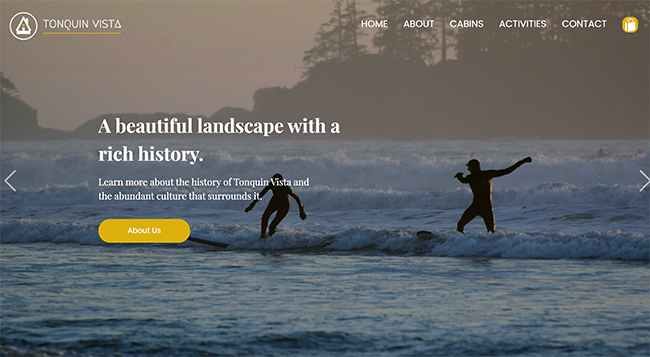 TONQUIN VISTA
HOME ABOUT CABINS ACTIVITIES CONTACT
A beautiful landscape with a
rich history.
Learn more about the history of Tonquin Vista and
the abundant culture that surrounds it.
About Us